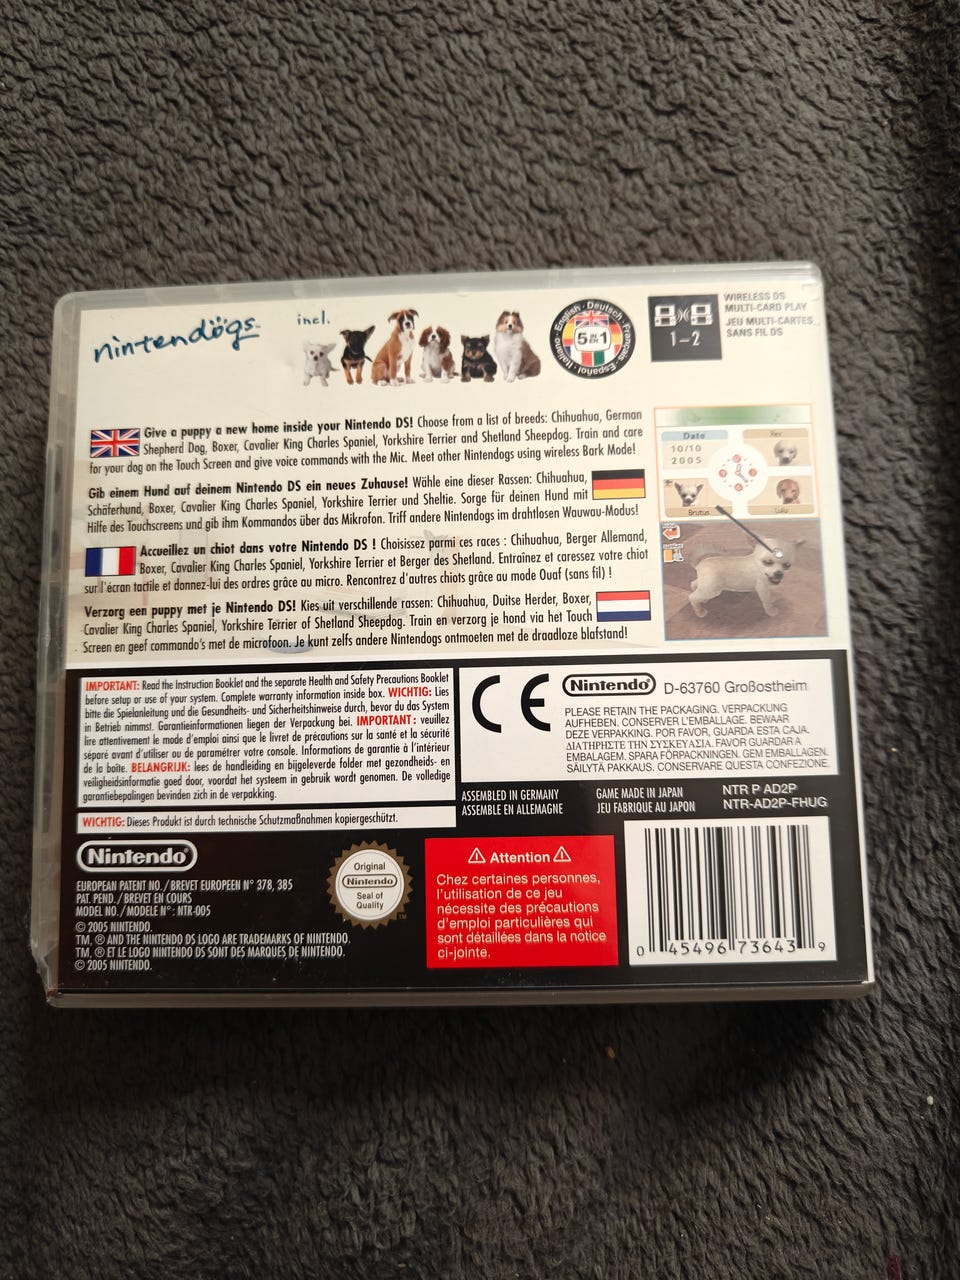 nintendögs
incl.
English · Deutsch · Français · Español · Italiano
5 IN EN 1
1-2
WIRELESS DS
MULTI-CARD PLAY
JEU MULTI-CARTES
SANS FIL DS
Give a puppy a new home inside your Nintendo DS! Choose from a list of breeds: Chihuahua, German
Shepherd Dog, Boxer, Cavalier King Charles Spaniel, Yorkshire Terrier and Shetland Sheepdog. Train and care
for your dog on the Touch Screen and give voice commands with the Mic. Meet other Nintendogs using wireless Bark Mode!
Gib einem Hund auf deinem Nintendo DS ein neues Zuhause! Wähle eine dieser Rassen: Chihuahua,
Schäferhund, Boxer, Cavalier King Charles Spaniel, Yorkshire Terrier und Sheltie. Sorge für deinen Hund mit
Hilfe des Touchscreens und gib ihm Kommandos über das Mikrofon. Triff andere Nintendogs im drahtlosen Wauwau-Modus!
Accueillez un chiot dans votre Nintendo DS ! Choisissez parmi ces races : Chihuahua, Berger Allemand,
Boxer, Cavalier King Charles Spaniel, Yorkshire Terrier et Berger des Shetland. Entraînez et caressez votre chiot
sur l'écran tactile et donnez-lui des ordres grâce au micro. Rencontrez d'autres chiots grâce au mode Ouaf (sans fil) !
Verzorg een puppy met je Nintendo DS! Kies uit verschillende rassen: Chihuahua, Duitse Herder, Boxer,
Cavalier King Charles Spaniel, Yorkshire Terrier of Shetland Sheepdog. Train en verzorg je hond via het Touch
Screen en geef commando's met de microfoon. Je kunt zelfs andere Nintendogs ontmoeten met de draadloze blafstand!
Date
10/10
2005
Rex
Brutus
Lulu
IMPORTANT: Read the Instruction Booklet and the separate Health and Safety Precautions Booklet
before setup or use of your system. Complete warranty information inside box. WICHTIG: Lies
bitte die Spielanleitung und die Gesundheits- und Sicherheitshinweise durch, bevor du das System
in Betrieb nimmst. Garantieinformationen liegen der Verpackung bei. IMPORTANT: veuillez
lire attentivement le mode d'emploi ainsi que le livret de précautions sur la santé et la sécurité
séparé avant d'utiliser ou de paramétrer votre console. Informations de garantie à l'intérieur
de la boîte. BELANGRIJK: lees de handleiding en bijgeleverde folder met gezondheids- en
veiligheidsinformatie goed door, voordat het systeem in gebruik wordt genomen. De volledige
garantiebepalingen bevinden zich in de verpakking.
WICHTIG: Dieses Produkt ist durch technische Schutzmaßnahmen kopiergeschützt.
CE
Nintendo® D-63760 Großostheim
PLEASE RETAIN THE PACKAGING. VERPACKUNG
AUFHEBEN. CONSERVER L'EMBALLAGE. BEWAAR
DEZE VERPAKKING. POR FAVOR, GUARDA ESTA CAJA.
ΔΙΑΤΗΡΗΣΤΕ ΤΗΝ ΣΥΣΚΕΥΑΣΙΑ. FAVOR GUARDAR A
EMBALAGEM. SPARA FÖRPACKNINGEN. GEM EMBALLAGEN.
SÄILYTÄ PAKKAUS. CONSERVARE QUESTA CONFEZIONE.
ASSEMBLED IN GERMANY
ASSEMBLE EN ALLEMAGNE
GAME MADE IN JAPAN
JEU FABRIQUE AU JAPON
NTR P AD2P
NTR-AD2P-FHUG
Nintendo®
EUROPEAN PATENT NO./BREVET EUROPEEN N° 378, 385
PAT. PEND./BREVET EN COURS
MODEL NO./MODELE N°: NTR-005
© 2005 NINTENDO.
TM, ® AND THE NINTENDO DS LOGO ARE TRADEMARKS OF NINTENDO.
TM, ® ET LE LOGO NINTENDO DS SONT DES MARQUES DE NINTENDO.
© 2005 NINTENDO.
Original
Nintendo®
Seal of
Quality
TM
Attention
Chez certaines personnes,
l'utilisation de ce jeu
nécessite des précautions
d'emploi particulières qui
sont détaillées dans la notice
ci-jointe.
0 45496 73643 9